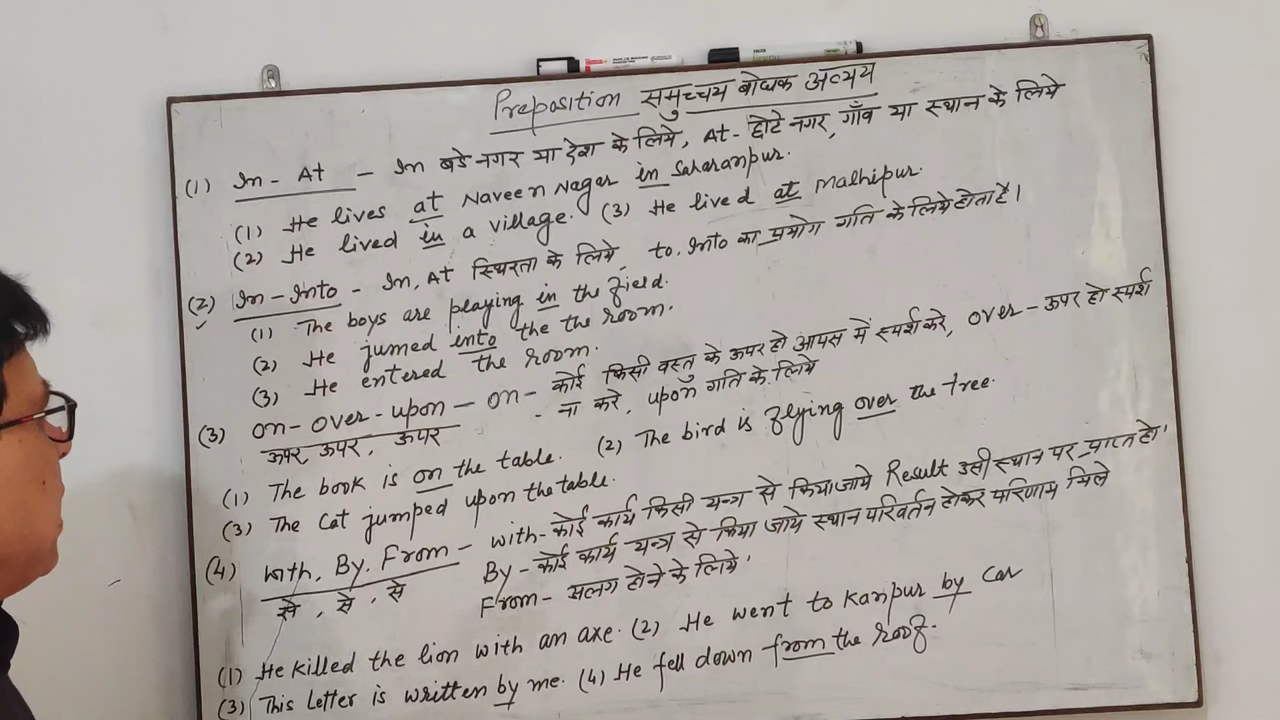 Preposition समुच्चय बोधक अव्यय
(1) In - At - In बडे नगर या देश के लिये, At - छोटे नगर, गाँव या स्थान के लिये
(1) He lives at Naveen Nagar in Saharanpur.
(2) He lived in a village. (3) He lived at Malhipur.
(2) In - Into - In, At स्थिरता के लिये, to, Into का प्रयोग गति के लिये होता है।
(1) The boys are playing in the field.
(2) He jumed into the the room.
(3) He entered the room.
(3) on - over - upon - on - कोई किसी वस्तु के ऊपर हो आपस में स्पर्श करे, over - ऊपर हो स्पर्श
ऊपर, ऊपर, ऊपर - ना करे, upon गति के लिये
(1) The book is on the table. (2) The bird is flying over the tree.
(3) The Cat jumped upon the table.
(4) With, By, From - with - कोई कार्य किसी यन्त्र से किया जाये Result उसी स्थान पर प्राप्त हो।
से, से, से By - कोई कार्य यन्त्र से किया जाये स्थान परिवर्तन होकर परिणाम मिले
From - अलग होने के लिये।
(1) He killed the lion with an axe. (2) He went to Kanpur by Car
(3) This Letter is written by me. (4) He fell down from the roof.